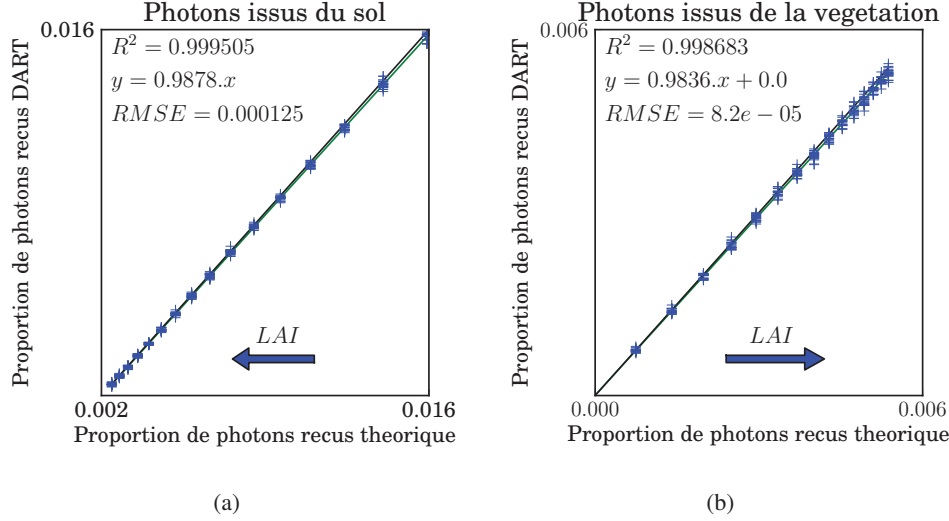 Photons issus du sol
0.016
R² = 0.999505
y = 0.9878.x
RMSE = 0.000125
Proportion de photons recus DART
LAI
0.002
0.016
Proportion de photons recus theorique
(a)
Photons issus de la vegetation
0.006
R² = 0.998683
y = 0.9836.x + 0.0
RMSE = 8.2e − 05
Proportion de photons recus DART
LAI
0.000
0.006
Proportion de photons recus theorique
(b)